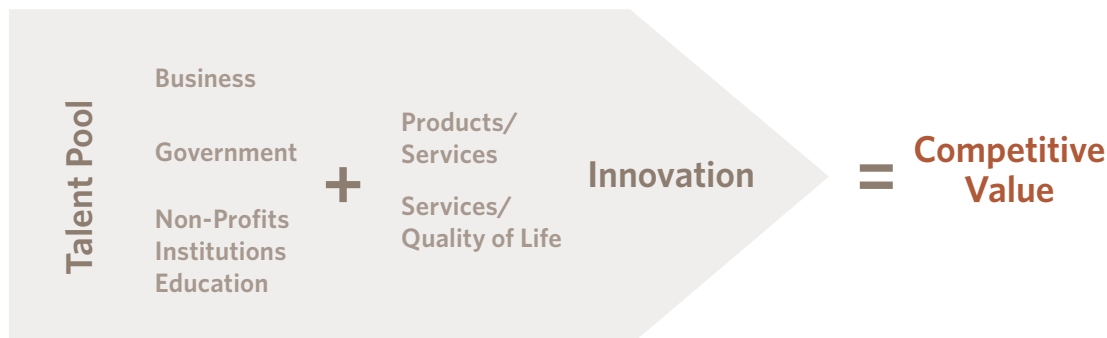 Talent Pool
Business
Government
Non-Profits
Institutions
Education
+
Products/
Services
Services/
Quality of Life
Innovation
=
Competitive
Value